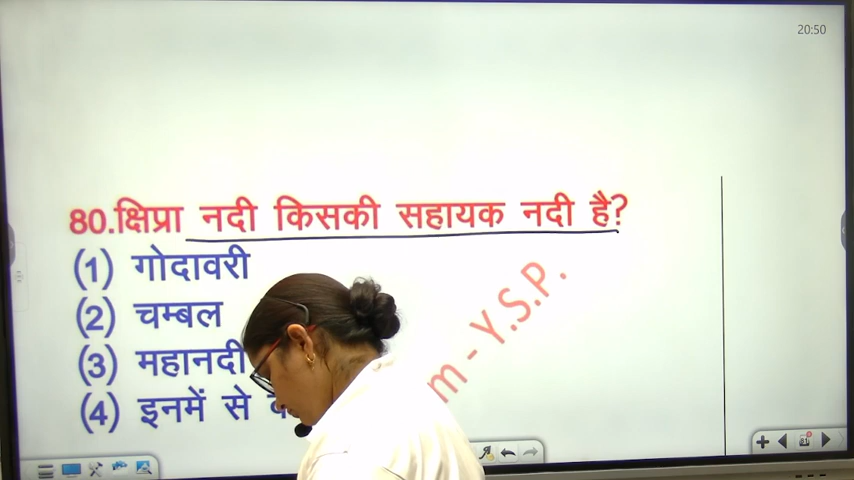 20:50
80.क्षिप्रा नदी किसकी सहायक नदी है?
(1) गोदावरी
(2) चम्बल
(3) महानदी
(4) इनमें से
m - Y.S.P.